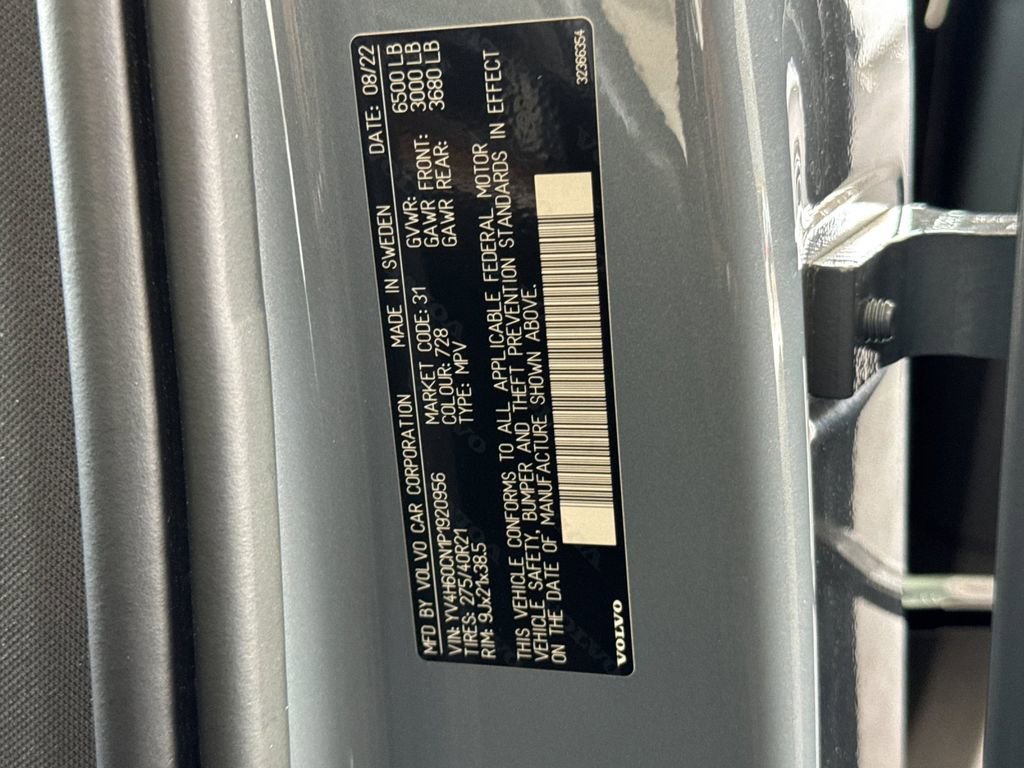 MFD BY VOLVO CAR CORPORATION MADE IN SWEDEN DATE: 08/22
VIN: YV4H60CN1P1920956 MARKET CODE: 31 GVWR: 6500 LB
TIRES: 275/40R21 COLOUR: 728 GAWR FRONT: 3000 LB
RIM: 9Jx21x38.5 TYPE: MPV GAWR REAR: 3680 LB
THIS VEHICLE CONFORMS TO ALL APPLICABLE FEDERAL MOTOR
VEHICLE SAFETY, BUMPER AND THEFT PREVENTION STANDARDS IN EFFECT
ON THE DATE OF MANUFACTURE SHOWN ABOVE.
VOLVO 32366354